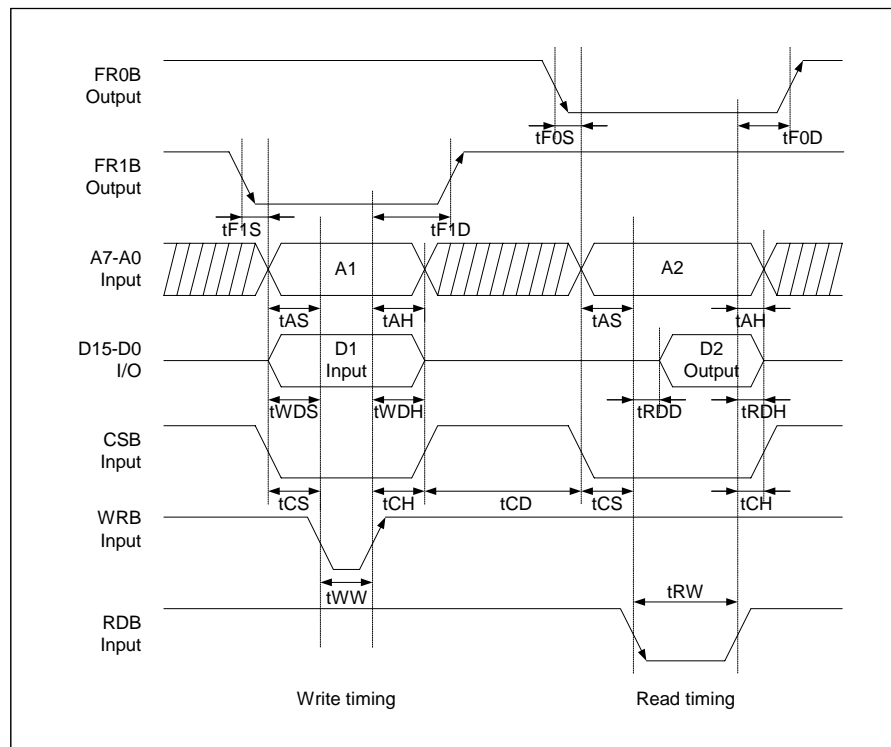 FR0B
Output
tF0S
tF0D
FR1B
Output
tF1S
tF1D
A7-A0
Input
A1
A2
tAS
tAH
tAS
tAH
D15-D0
I/O
D1
Input
D2
Output
tWDS
tWDH
tRDD
tRDH
CSB
Input
tCS
tCH
tCD
tCS
tCH
WRB
Input
tWW
tRW
RDB
Input
Write timing
Read timing